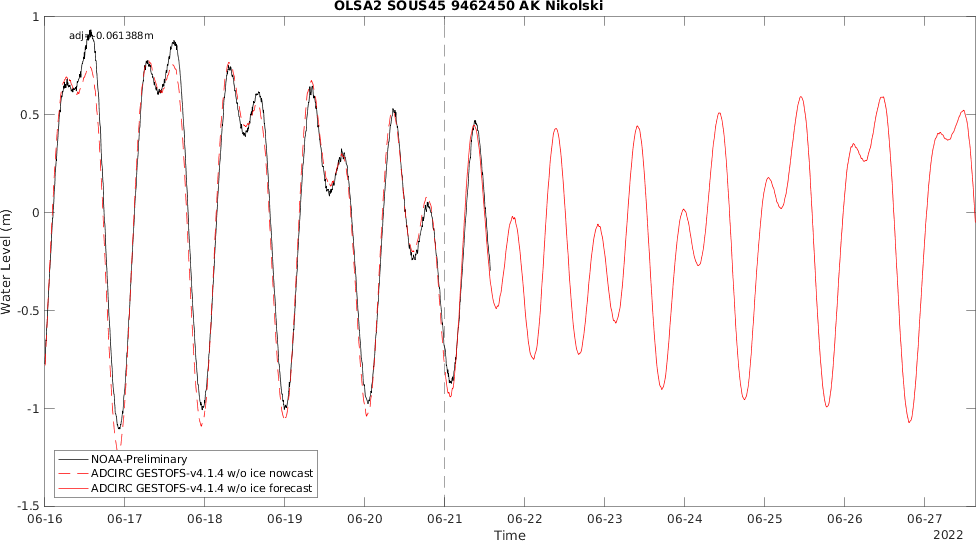 OLSA2 SOUS45 9462450 AK Nikolski
adj=-0.061388m
1
0.5
0
-0.5
-1
-1.5
Water Level (m)
NOAA-Preliminary
ADCIRC GESTOFS-v4.1.4 w/o ice nowcast
ADCIRC GESTOFS-v4.1.4 w/o ice forecast
06-16 06-17 06-18 06-19 06-20 06-21 06-22 06-23 06-24 06-25 06-26 06-27
Time
2022